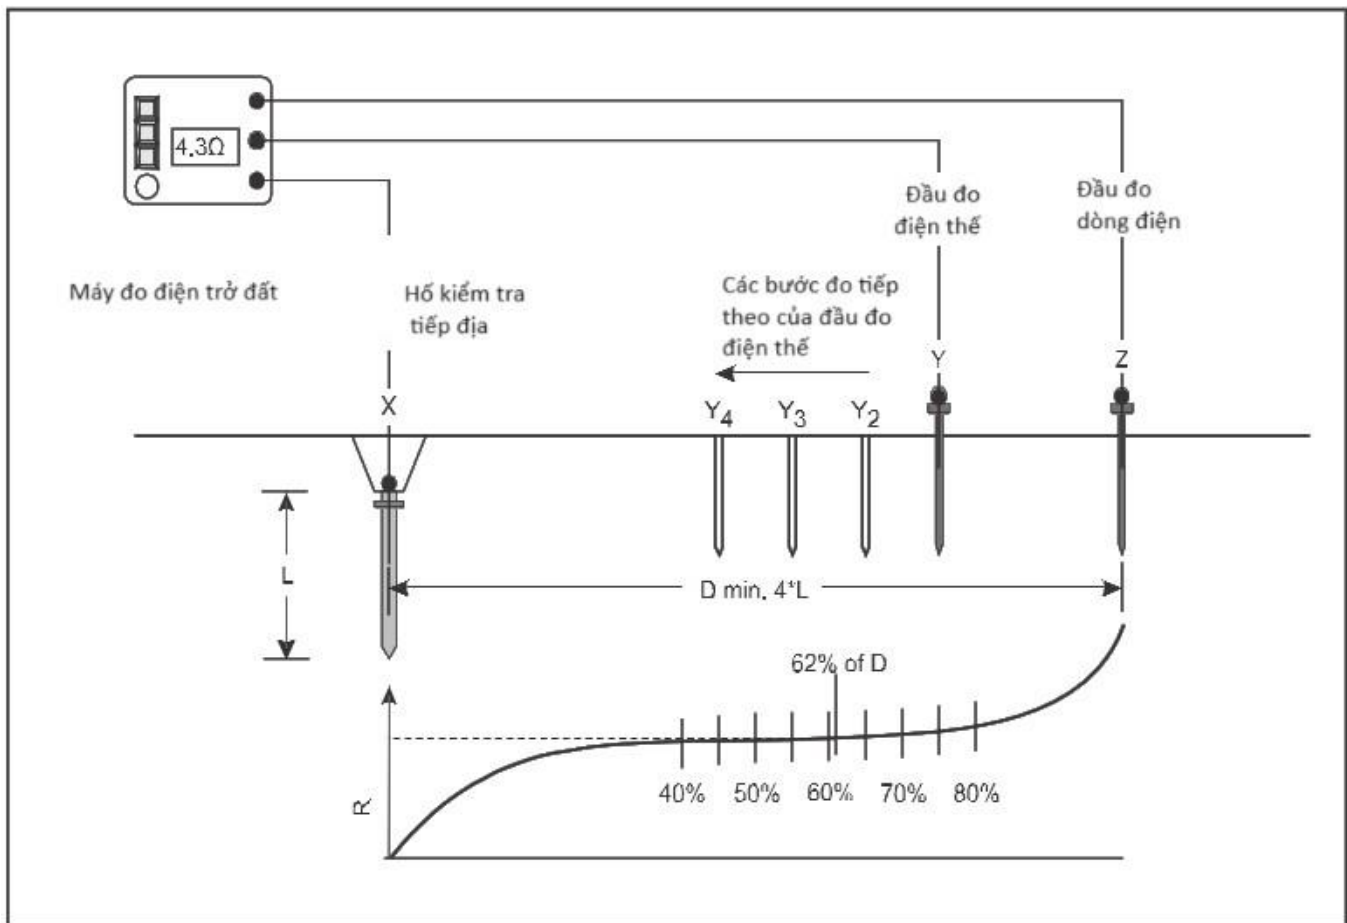 4.3Ω
Đầu đo
điện thế
Đầu đo
dòng điện
Máy đo điện trở đất
Hố kiểm tra
tiếp địa
Các bước đo tiếp
theo của đầu đo
điện thế
X
Y4
Y3
Y2
Y
Z
L
D min. 4*L
62% of D
R
40%
50%
60%
70%
80%